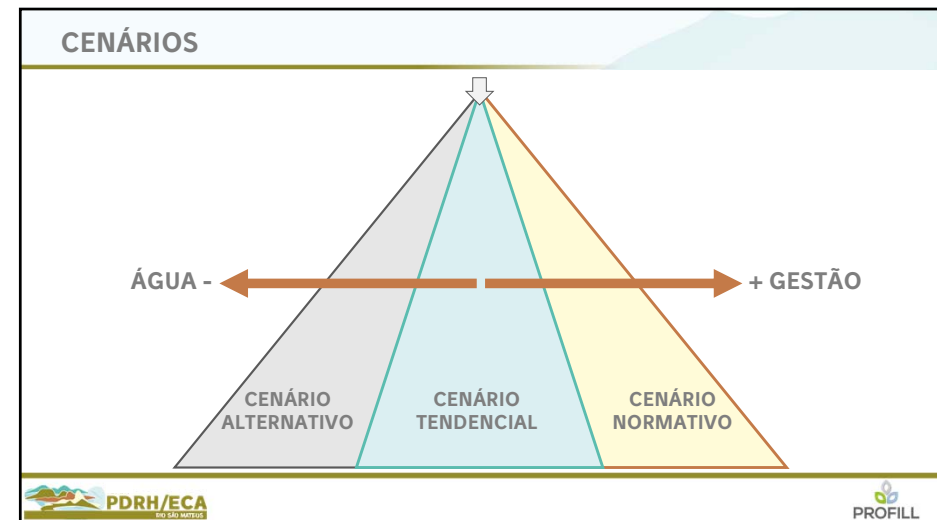 CENÁRIOS
ÁGUA -
+ GESTÃO
CENÁRIO
ALTERNATIVO
CENÁRIO
TENDENCIAL
CENÁRIO
NORMATIVO
PDRH/ECA
RIO SÃO MATEUS
PROFILL